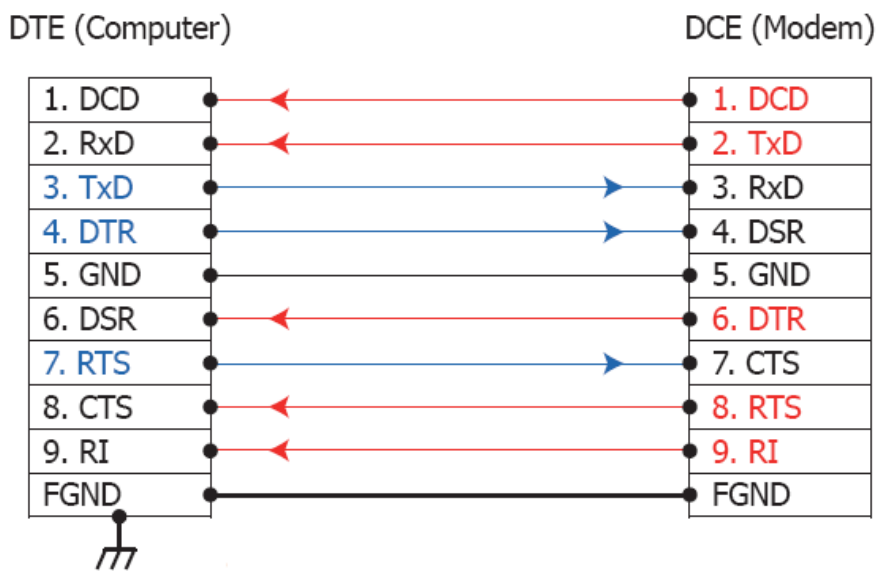 DTE (Computer) DCE (Modem)
1. DCD 1. DCD
2. RxD 2. TxD
3. TxD 3. RxD
4. DTR 4. DSR
5. GND 5. GND
6. DSR 6. DTR
7. RTS 7. CTS
8. CTS 8. RTS
9. RI 9. RI
FGND FGND